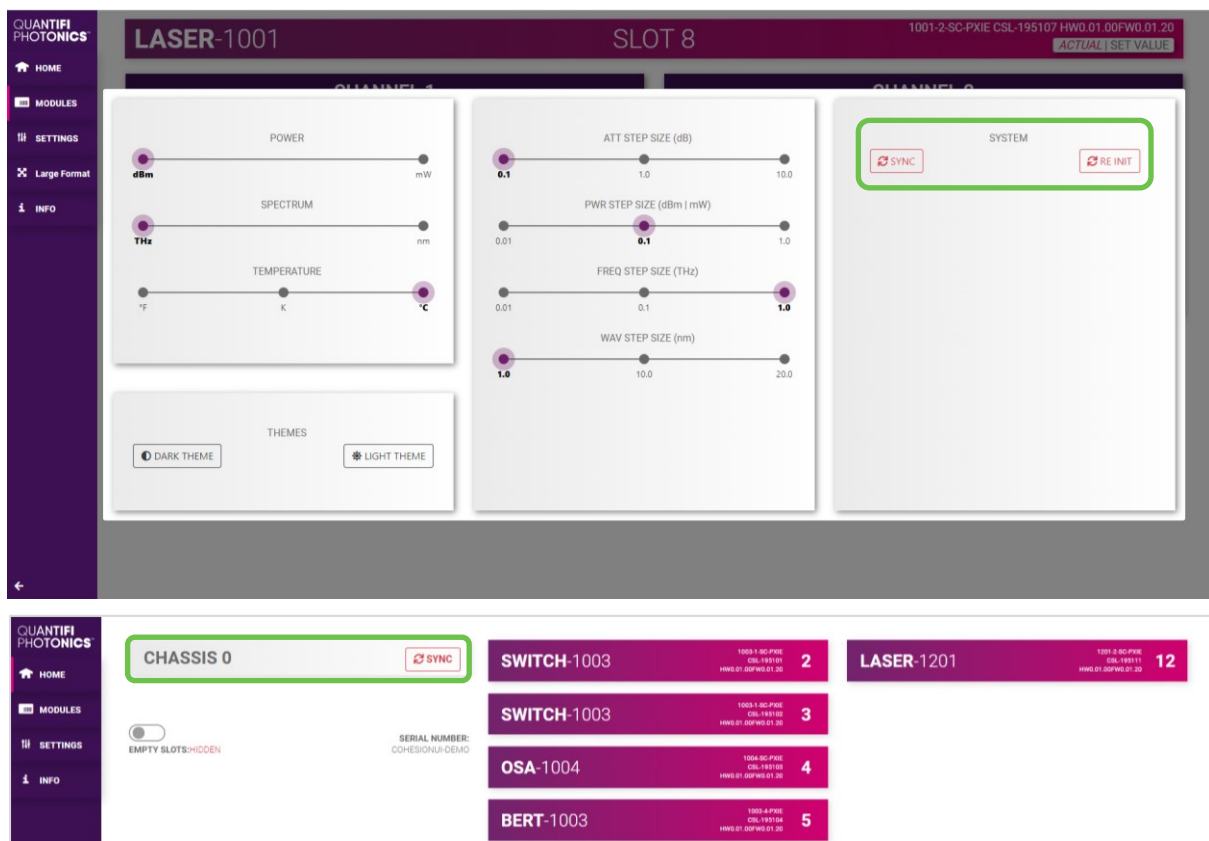 QUANTIFI
PHOTONICS™
HOME
MODULES
SETTINGS
Large Format
INFO
LASER-1001
SLOT 8
1001-2-SC-PXIE CSL-195107 HW0.01.00FW0.01.20
ACTUAL | SET VALUE
POWER
dBm
mW
SPECTRUM
THz
nm
TEMPERATURE
°F
K
°C
THEMES
DARK THEME
LIGHT THEME
ATT STEP SIZE (dB)
0.1
1.0
10.0
PWR STEP SIZE (dBm | mW)
0.01
0.1
1.0
FREQ STEP SIZE (THz)
0.01
0.1
1.0
WAV STEP SIZE (nm)
1.0
10.0
20.0
SYSTEM
SYNC
RE INIT
QUANTIFI
PHOTONICS™
HOME
MODULES
SETTINGS
INFO
CHASSIS 0
SYNC
EMPTY SLOTS:HIDDEN
SERIAL NUMBER:
COHESIONUI-DEMO
SWITCH-1003
1003-1-SC-PXIE
CSL-195101
HW0.01.00FW0.01.20
2
SWITCH-1003
1003-1-SC-PXIE
CSL-195102
HW0.01.00FW0.01.20
3
OSA-1004
1004-SC-PXIE
CSL-195103
HW0.01.00FW0.01.20
4
BERT-1003
1003-4-PXIE
CSL-195104
HW0.01.00FW0.01.20
5
LASER-1201
1201-2-SC-PXIE
CSL-195111
HW0.01.00FW0.01.20
12